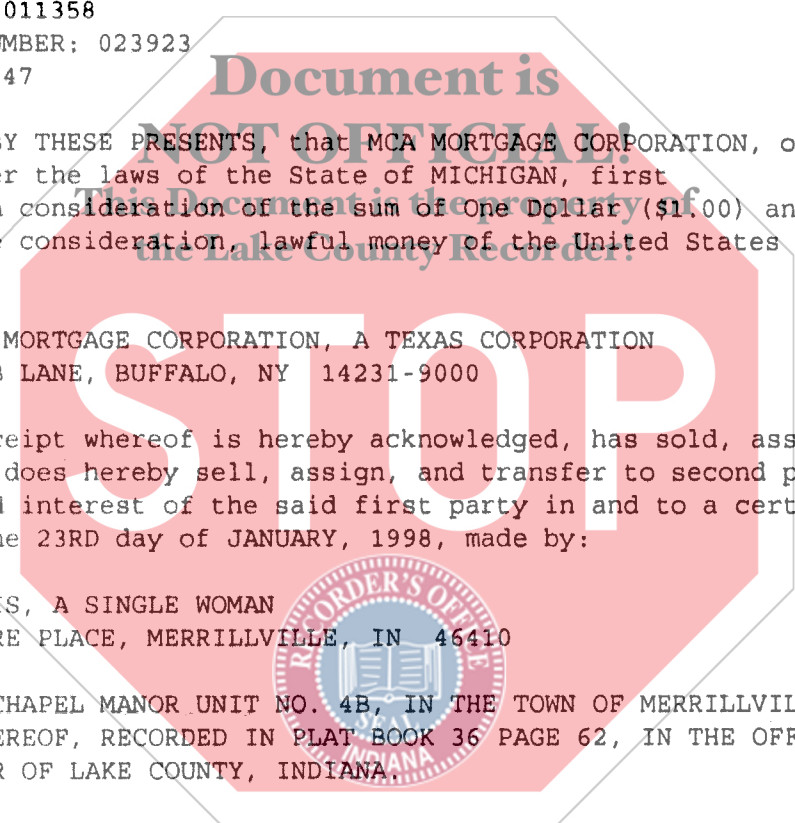 011358
MBER: 023923
47
Document is
BY THESE PRESENTS, that MCA MORTGAGE CORPORATION, o
NOT OFFICIAL!
er the laws of the State of MICHIGAN, first
This Document is the property of
consideration of the sum of One Dollar ($1.00) an
the Lake County Recorder!
consideration, lawful money of the United States
STOP
MORTGAGE CORPORATION, A TEXAS CORPORATION
LANE, BUFFALO, NY 14231-9000
eipt whereof is hereby acknowledged, has sold, ass
does hereby sell, assign, and transfer to second p
interest of the said first party in and to a cert
he 23RD day of JANUARY, 1998, made by:
RECORDER'S OFFICE
IS, A SINGLE WOMAN
RE PLACE, MERRILLVILLE, IN 46410
CHAPEL MANOR UNIT NO. 4B, IN THE TOWN OF MERRILLVIL
SEAL
EREOF, RECORDED IN PLAT BOOK 36 PAGE 62, IN THE OFF
INDIANA
R OF LAKE COUNTY, INDIANA.